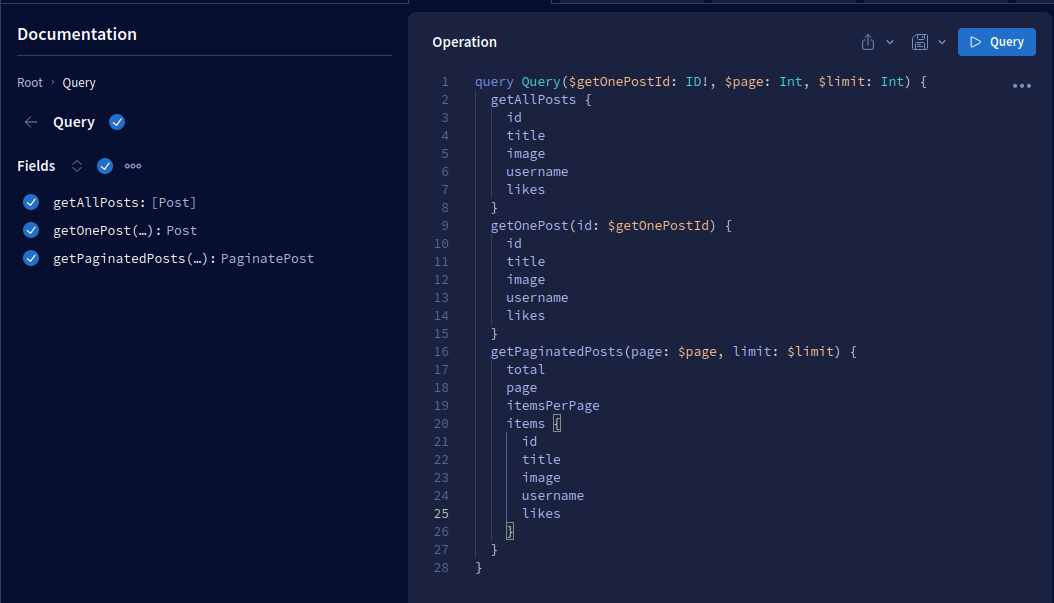 Documentation
Root › Query
Query
Fields
getAllPosts: [Post]
getOnePost(…): Post
getPaginatedPosts(…): PaginatePost
Operation
Query
1 query Query($getOnePostId: ID!, $page: Int, $limit: Int) {
2 getAllPosts {
3 id
4 title
5 image
6 username
7 likes
8 }
9 getOnePost(id: $getOnePostId) {
10 id
11 title
12 image
13 username
14 likes
15 }
16 getPaginatedPosts(page: $page, limit: $limit) {
17 total
18 page
19 itemsPerPage
20 items {
21 id
22 title
23 image
24 username
25 likes
26 }
27 }
28 }